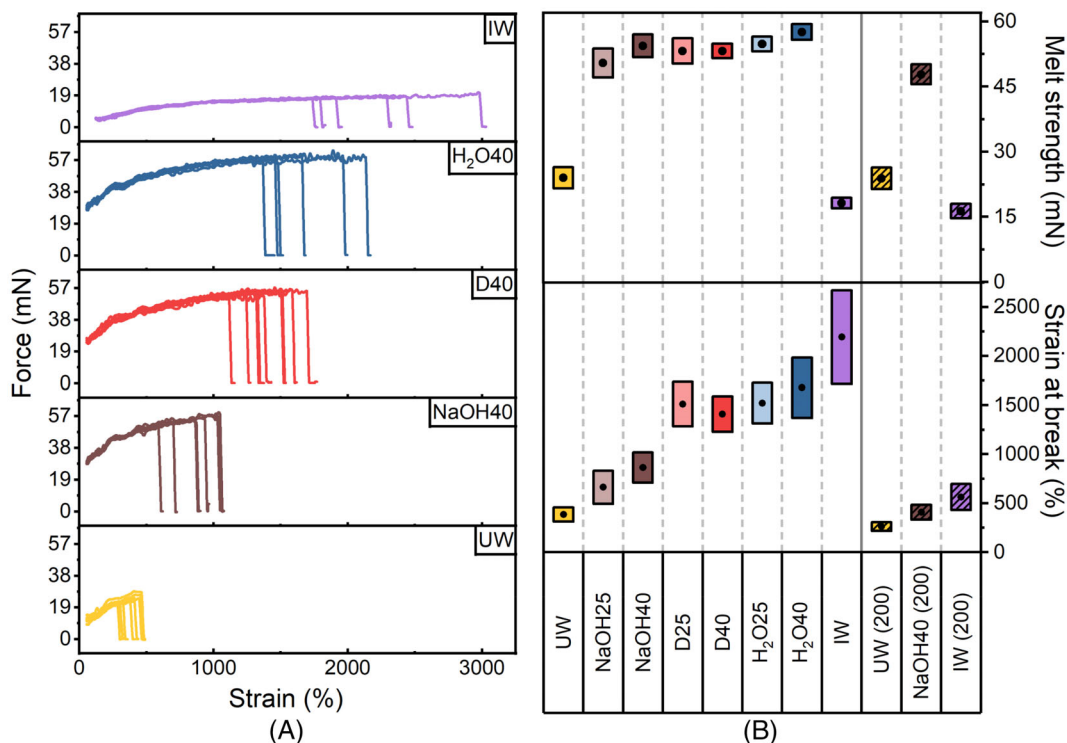 IW
57
38
19
0
H₂O40
57
38
19
0
D40
57
38
19
0
NaOH40
57
38
19
0
UW
57
38
19
0
Force (mN)
0 1000 2000 3000
Strain (%)
(A)
60
45
30
15
0
Melt strength (mN)
2500
2000
1500
1000
500
0
Strain at break (%)
UW
NaOH25
NaOH40
D25
D40
H₂O25
H₂O40
IW
UW (200)
NaOH40 (200)
IW (200)
(B)